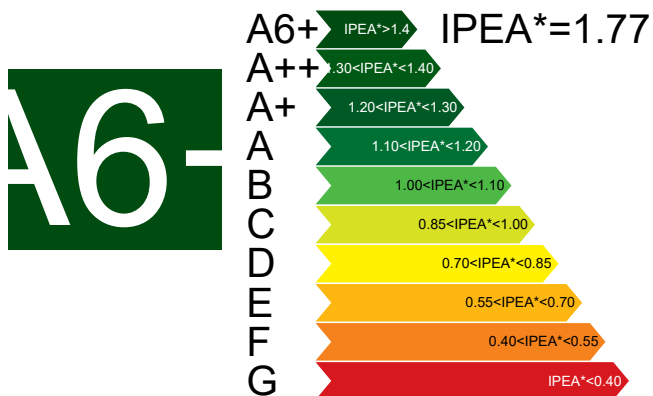 A6+
A6+ IPEA*>1.4 IPEA*=1.77
A++ .30<IPEA*<1.40
A+ 1.20<IPEA*<1.30
A 1.10<IPEA*<1.20
B 1.00<IPEA*<1.10
C 0.85<IPEA*<1.00
D 0.70<IPEA*<0.85
E 0.55<IPEA*<0.70
F 0.40<IPEA*<0.55
G IPEA*<0.40